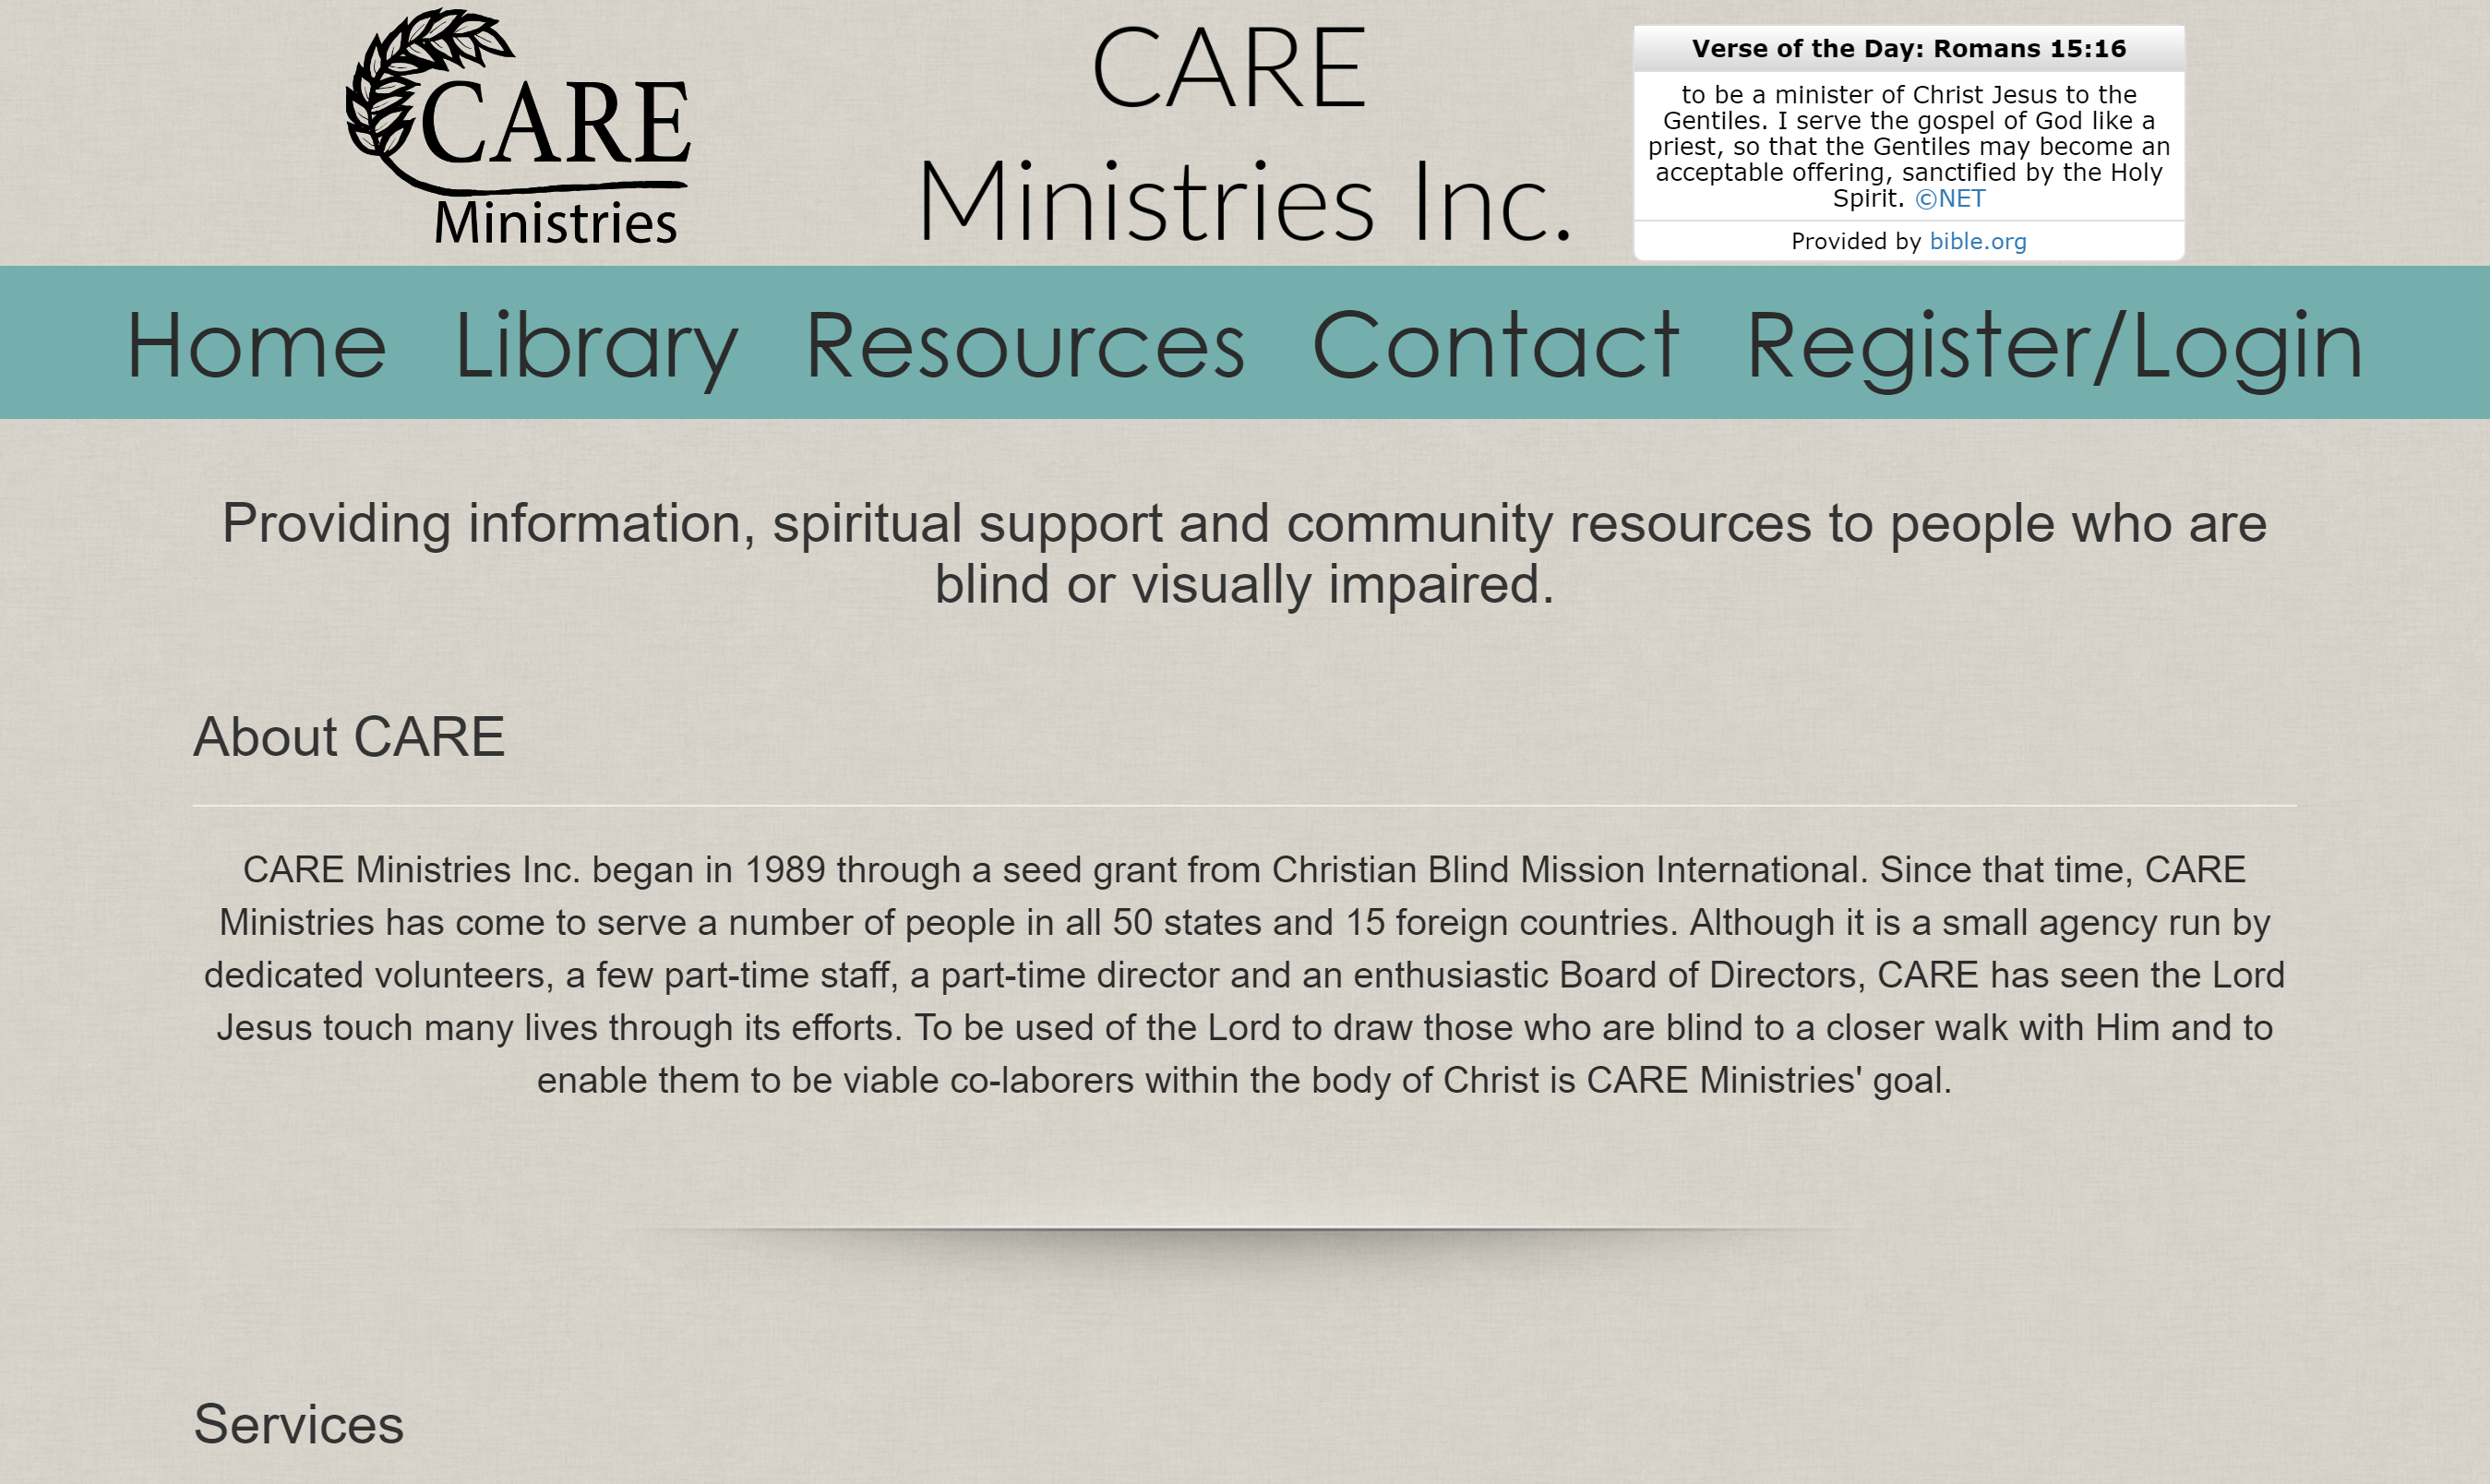 CARE
Ministries
CARE
Ministries Inc.
Verse of the Day: Romans 15:16
to be a minister of Christ Jesus to the
Gentiles. I serve the gospel of God like a
priest, so that the Gentiles may become an
acceptable offering, sanctified by the Holy
Spirit. ©NET
Provided by bible.org
Home Library Resources Contact Register/Login
Providing information, spiritual support and community resources to people who are
blind or visually impaired.
About CARE
CARE Ministries Inc. began in 1989 through a seed grant from Christian Blind Mission International. Since that time, CARE
Ministries has come to serve a number of people in all 50 states and 15 foreign countries. Although it is a small agency run by
dedicated volunteers, a few part-time staff, a part-time director and an enthusiastic Board of Directors, CARE has seen the Lord
Jesus touch many lives through its efforts. To be used of the Lord to draw those who are blind to a closer walk with Him and to
enable them to be viable co-laborers within the body of Christ is CARE Ministries' goal.
Services